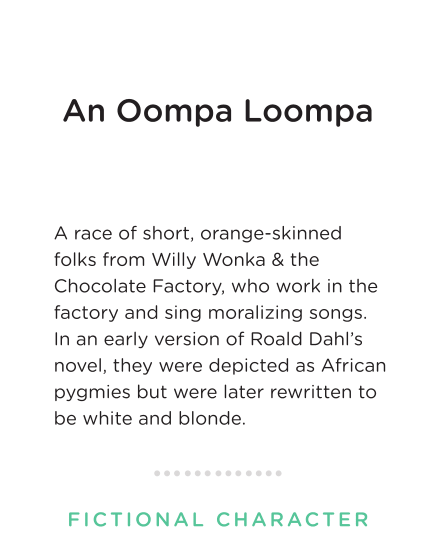 An Oompa Loompa
A race of short, orange-skinned
folks from Willy Wonka & the
Chocolate Factory, who work in the
factory and sing moralizing songs.
In an early version of Roald Dahl’s
novel, they were depicted as African
pygmies but were later rewritten to
be white and blonde.
FICTIONAL CHARACTER